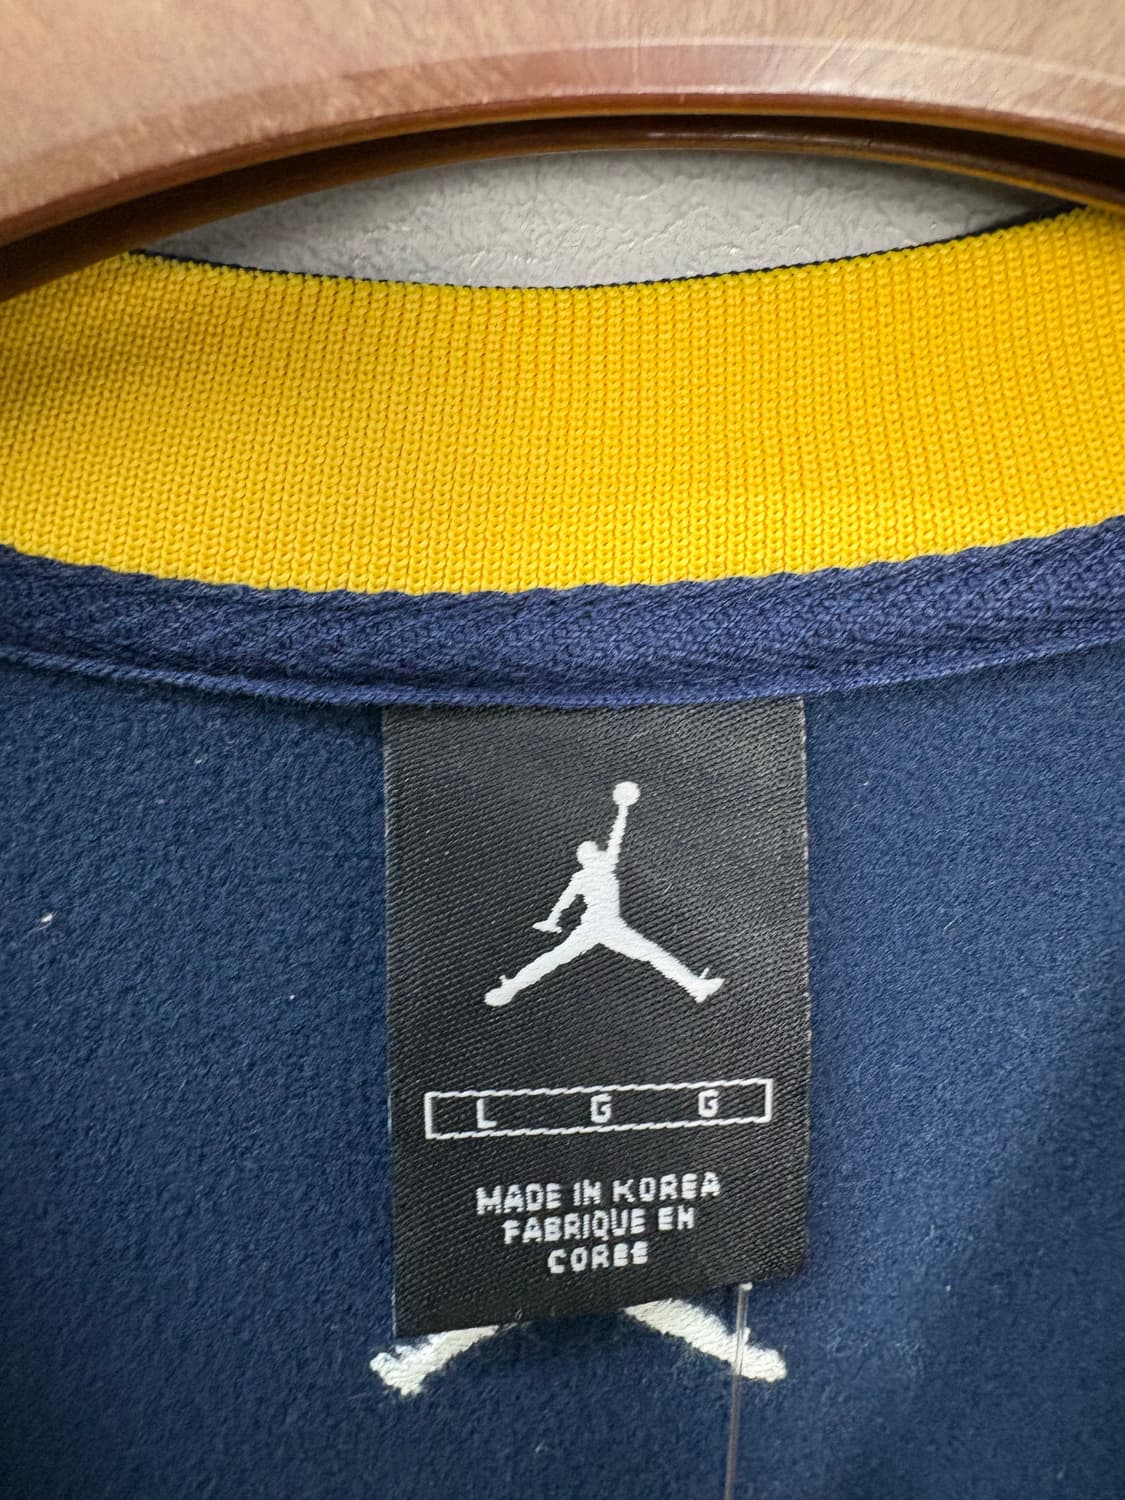 L G G
MADE IN KOREA
FABRIQUE EN
COREE